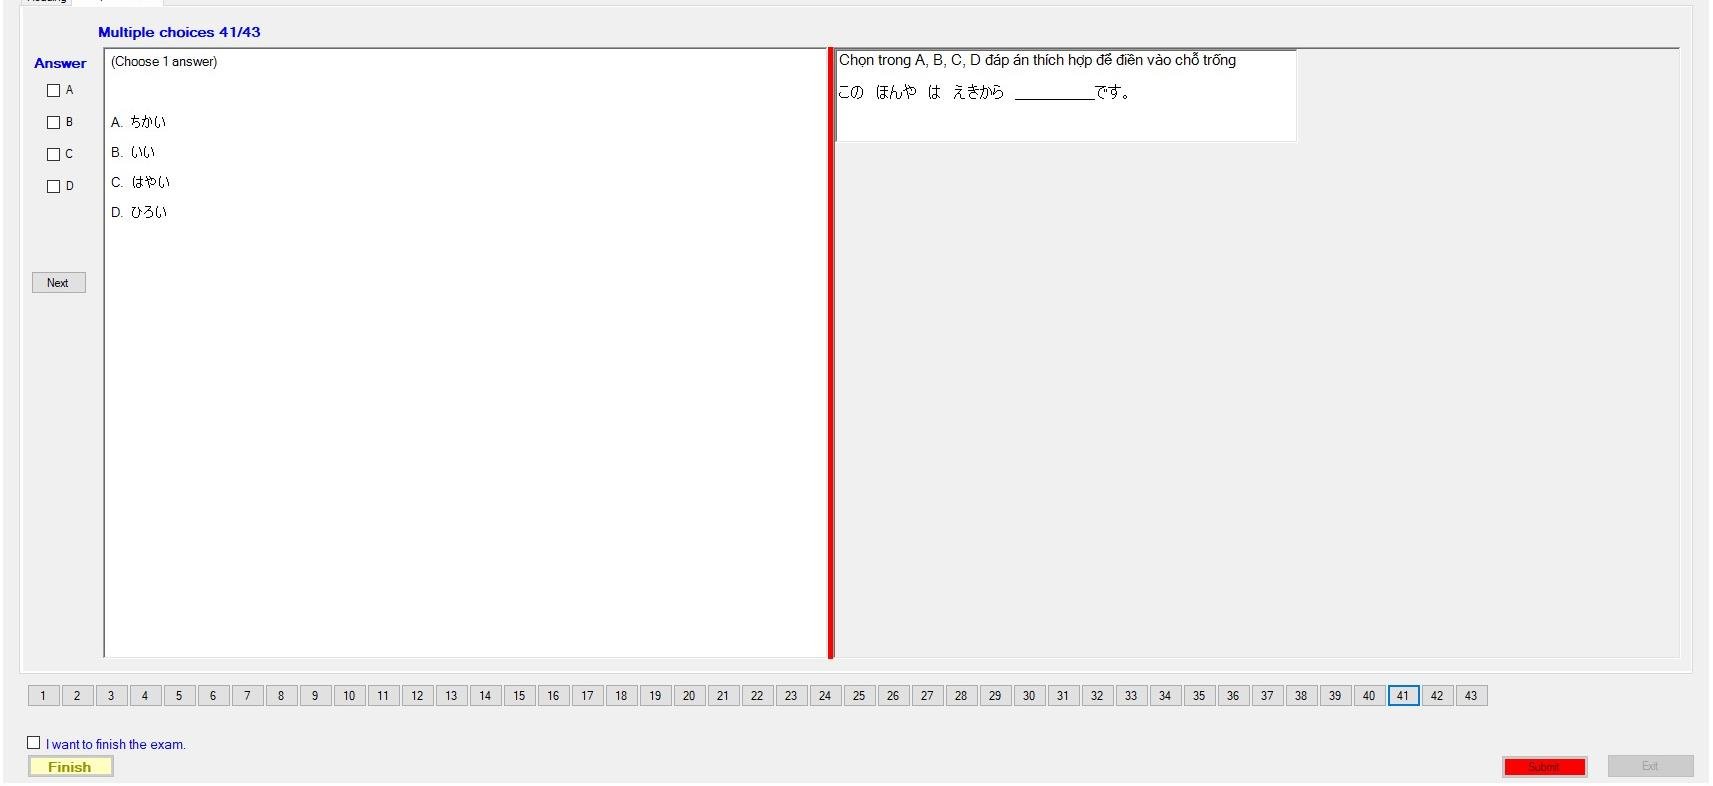 Multiple choices 41/43
Answer
(Choose 1 answer)
A
B
C
D
A. ちかい
B. いい
C. はやい
D. ひろい
Next
Chọn trong A, B, C, D đáp án thích hợp để điền vào chỗ trống
この ほんや は えきから __________です。
1 2 3 4 5 6 7 8 9 10 11 12 13 14 15 16 17 18 19 20 21 22 23 24 25 26 27 28 29 30 31 32 33 34 35 36 37 38 39 40 41 42 43
I want to finish the exam.
Finish
Submit
Exit